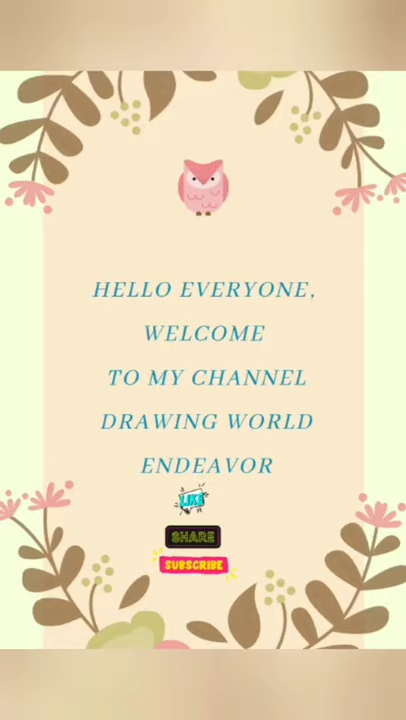 HELLO EVERYONE,
WELCOME
TO MY CHANNEL
DRAWING WORLD
ENDEAVOR
LIKE
SHARE
SUBSCRIBE